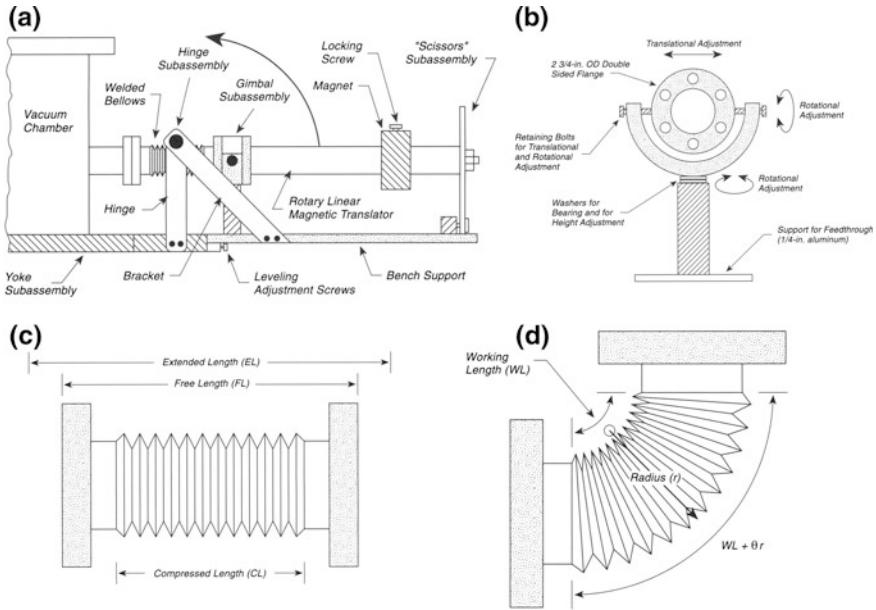 (a)
Hinge
Subassembly
Locking
Screw
"Scissors"
Subassembly
Welded
Bellows
Gimbal
Subassembly
Magnet
Vacuum
Chamber
Hinge
Rotary Linear
Magnetic Translator
Yoke
Subassembly
Bracket
Leveling
Adjustment Screws
Bench Support
(b)
Translational Adjustment
2 3/4-in. OD Double
Sided Flange
Rotational
Adjustment
Retaining Bolts
for Translational
and Rotational
Adjustment
Rotational
Adjustment
Washers for
Bearing and for
Height Adjustment
Support for Feedthrough
(1/4-in. aluminum)
(c)
Extended Length (EL)
Free Length (FL)
Compressed Length (CL)
(d)
Working
Length (WL)
Radius (r)
WL + θ r